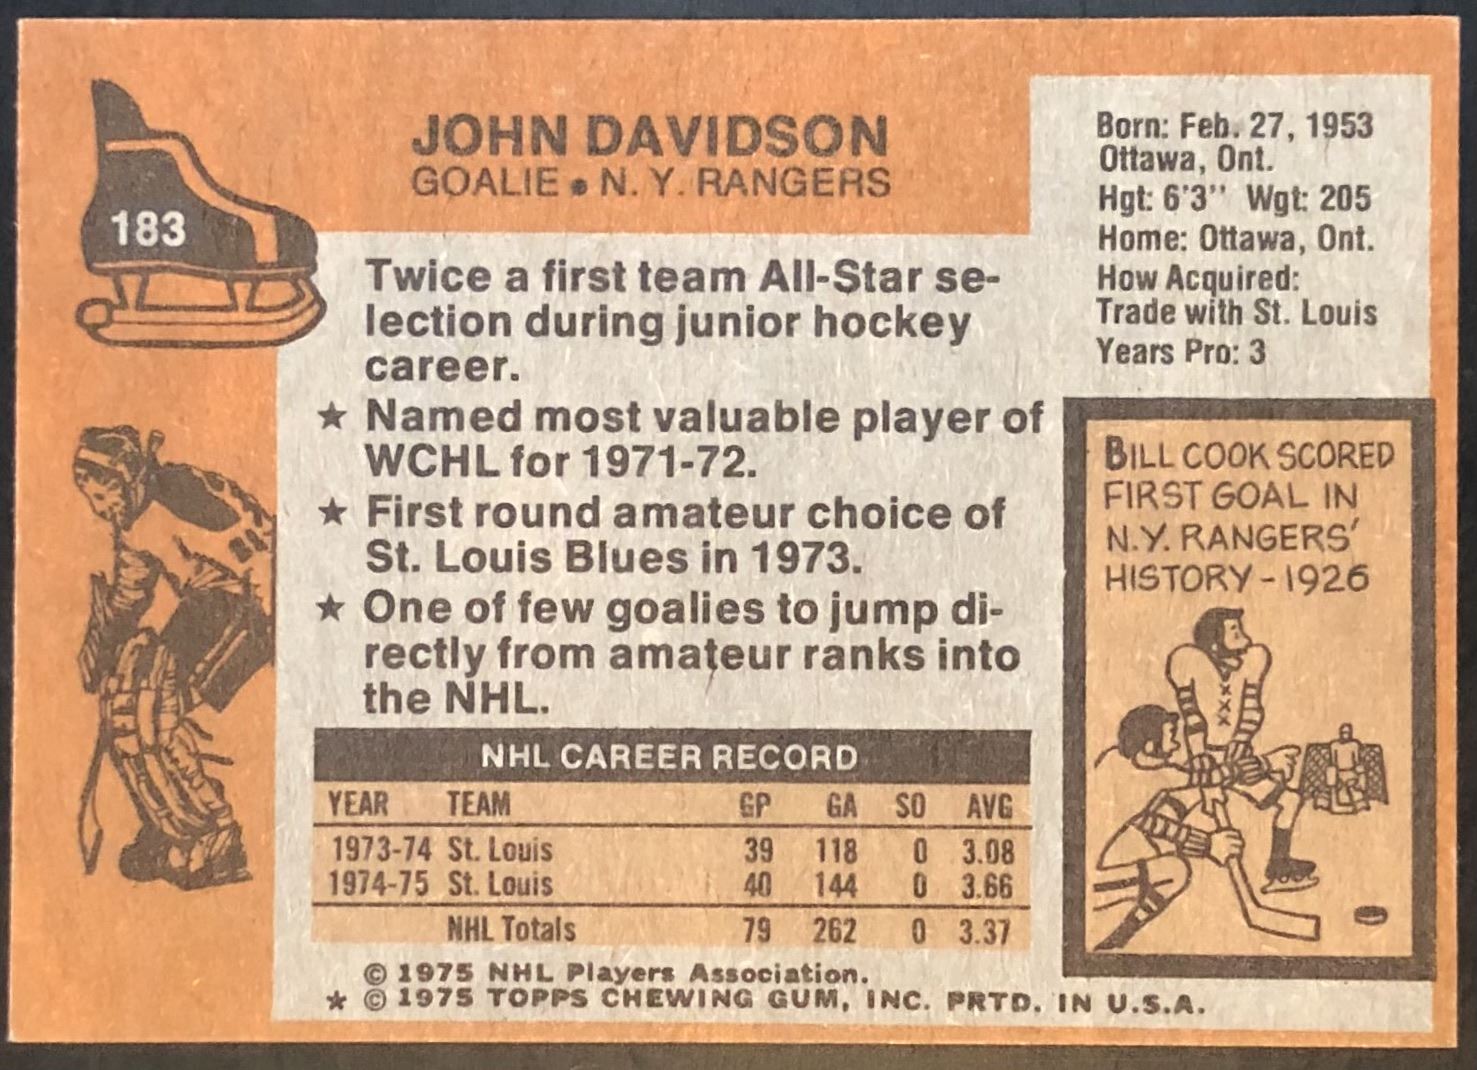 183
JOHN DAVIDSON
GOALIE • N. Y. RANGERS
Born: Feb. 27, 1953
Ottawa, Ont.
Hgt: 6'3" Wgt: 205
Home: Ottawa, Ont.
How Acquired:
Trade with St. Louis
Years Pro: 3
Twice a first team All-Star se-
lection during junior hockey
career.
★ Named most valuable player of
WCHL for 1971-72.
★ First round amateur choice of
St. Louis Blues in 1973.
★ One of few goalies to jump di-
rectly from amateur ranks into
the NHL.
BILL COOK SCORED
FIRST GOAL IN
N.Y. RANGERS'
HISTORY - 1926
NHL CAREER RECORD
YEAR TEAM GP GA SO AVG
1973-74 St. Louis 39 118 0 3.08
1974-75 St. Louis 40 144 0 3.66
NHL Totals 79 262 0 3.37
© 1975 NHL Players Association.
★ © 1975 TOPPS CHEWING GUM, INC. PRTD. IN U.S.A.